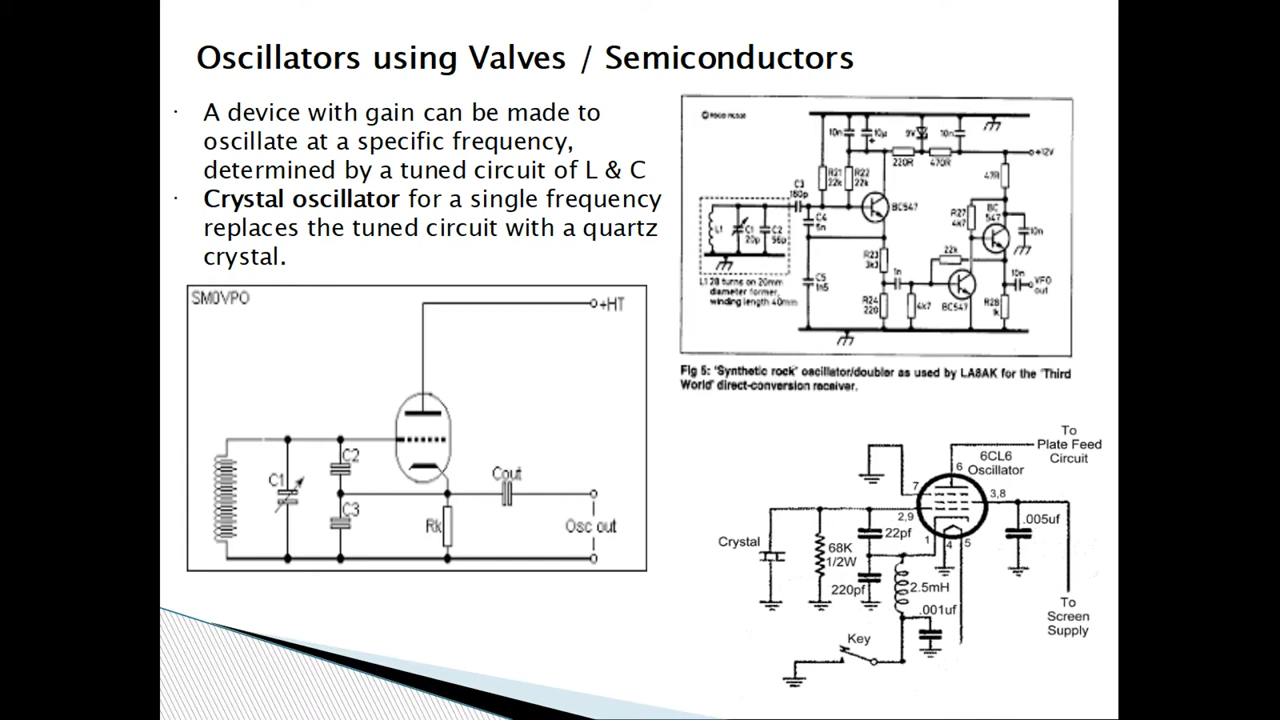 Oscillators using Valves / Semiconductors
· A device with gain can be made to
oscillate at a specific frequency,
determined by a tuned circuit of L & C
· Crystal oscillator for a single frequency
replaces the tuned circuit with a quartz
crystal.
SM0VPO
+HT
C1
C2
C3
Cout
Rk
Osc out
10n
10µ
+
9V
10n
220R
470R
+12V
R21
22k
R22
22k
47R
C3
180p
BC547
R27
4k7
BC
547
10n
L1
C1
20p
C2
56p
C4
5n
R23
3k3
22k
1n
10n
VFO
out
C5
1n5
L1 28 turns on 20mm
diameter former,
winding length 40mm
R24
220
4k7
BC547
R28
1k
Fig 5: 'Synthetic rock' oscillator/doubler as used by LA8AK for the 'Third
World' direct-conversion receiver.
To
Plate Feed
Circuit
6CL6
Oscillator
6
7
3,8
2,9
1
4
5
.005uf
Crystal
68K
1/2W
22pf
220pf
2.5mH
.001uf
Key
To
Screen
Supply